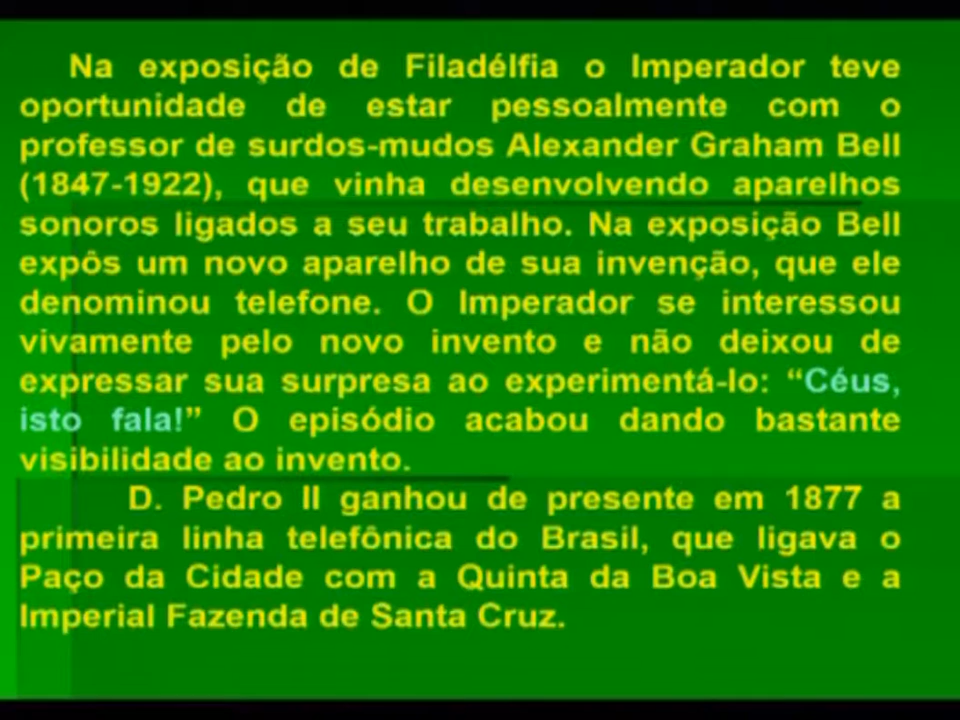 Na exposição de Filadélfia o Imperador teve
oportunidade de estar pessoalmente com o
professor de surdos-mudos Alexander Graham Bell
(1847-1922), que vinha desenvolvendo aparelhos
sonoros ligados a seu trabalho. Na exposição Bell
expôs um novo aparelho de sua invenção, que ele
denominou telefone. O Imperador se interessou
vivamente pelo novo invento e não deixou de
expressar sua surpresa ao experimentá-lo: “Céus,
isto fala!” O episódio acabou dando bastante
visibilidade ao invento.
D. Pedro II ganhou de presente em 1877 a
primeira linha telefônica do Brasil, que ligava o
Paço da Cidade com a Quinta da Boa Vista e a
Imperial Fazenda de Santa Cruz.